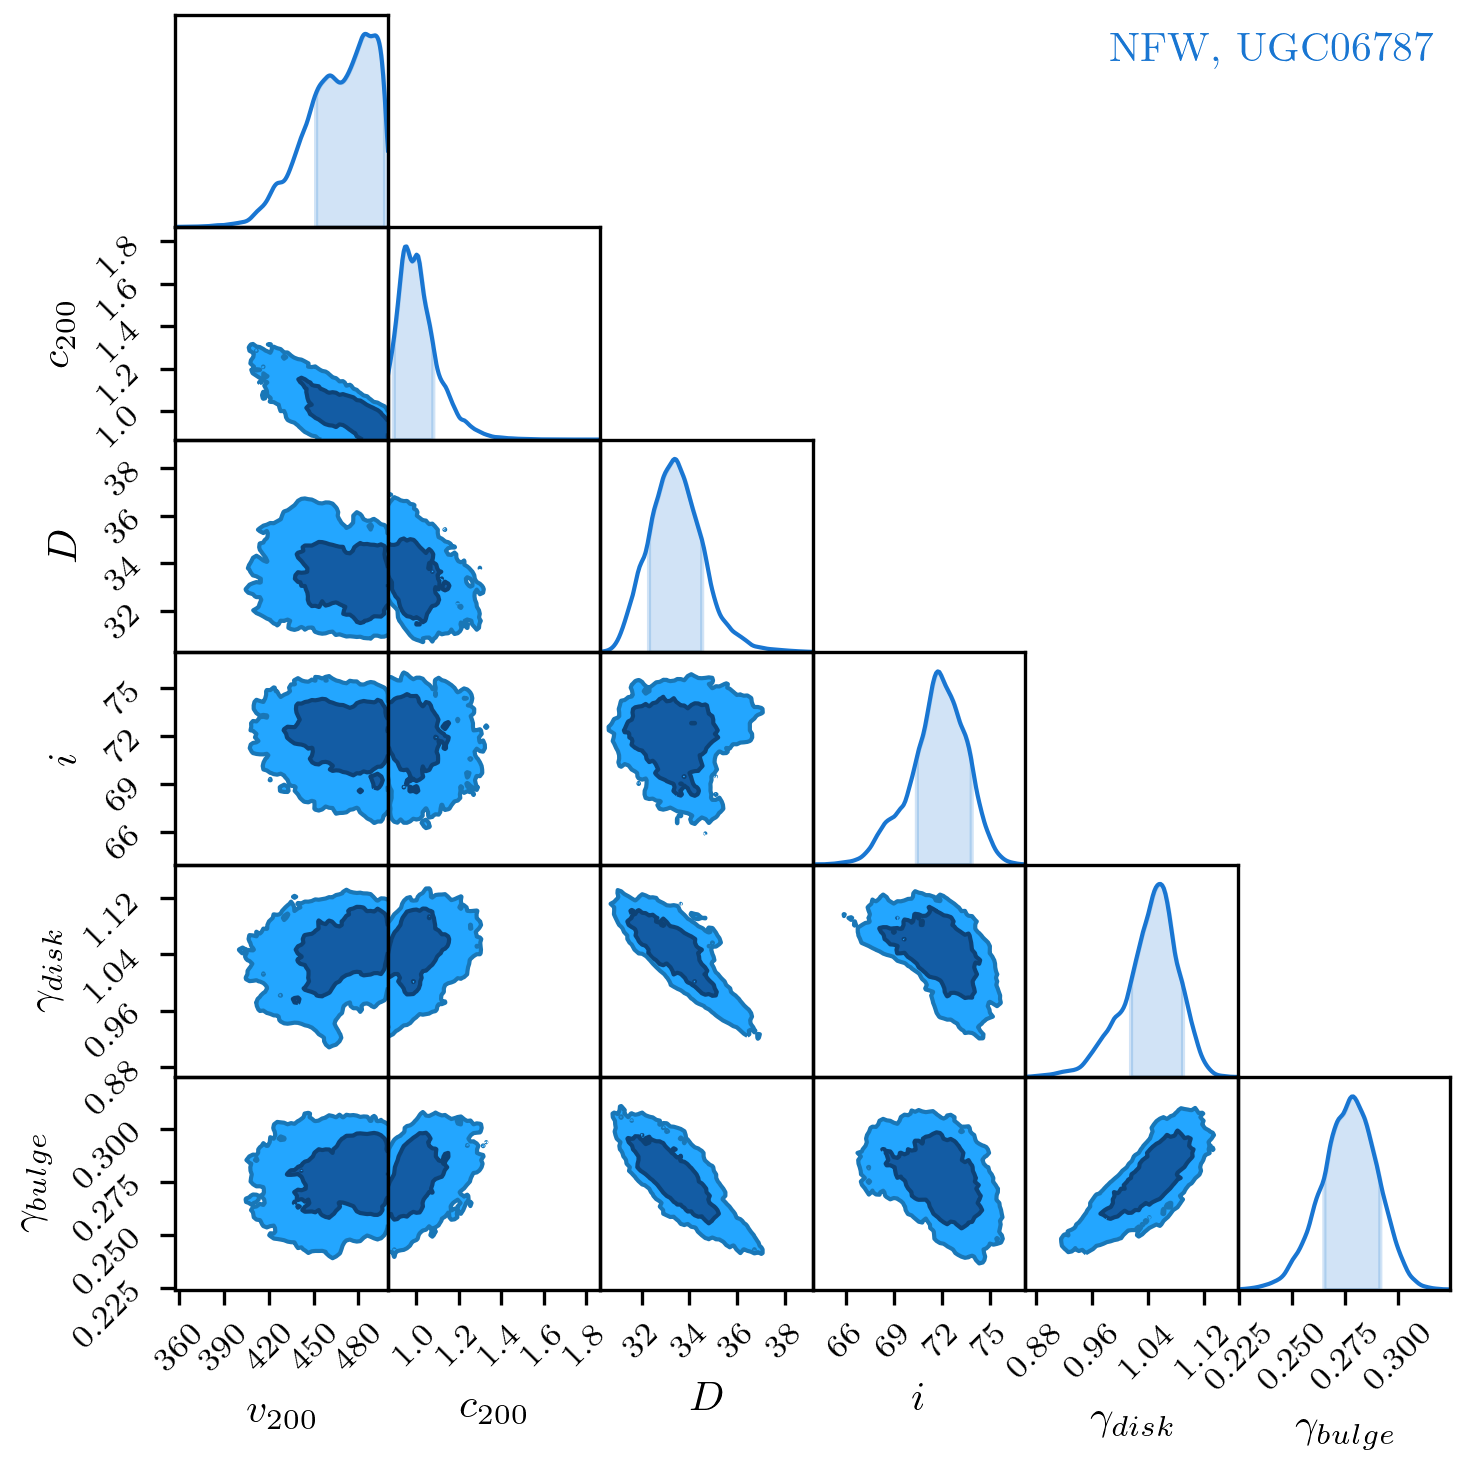 NFW, UGC06787
1.8
1.6
1.4
1.2
1.0
c200
38
36
34
32
D
75
72
69
66
i
1.12
1.04
0.96
0.88
γdisk
0.300
0.275
0.250
0.225
γbulge
360 390 420 450 480 1.0 1.2 1.4 1.6 1.8 32 34 36 38 66 69 72 75 0.88 0.96 1.04 1.12 0.225 0.250 0.275 0.300
v200 c200 D i γdisk γbulge